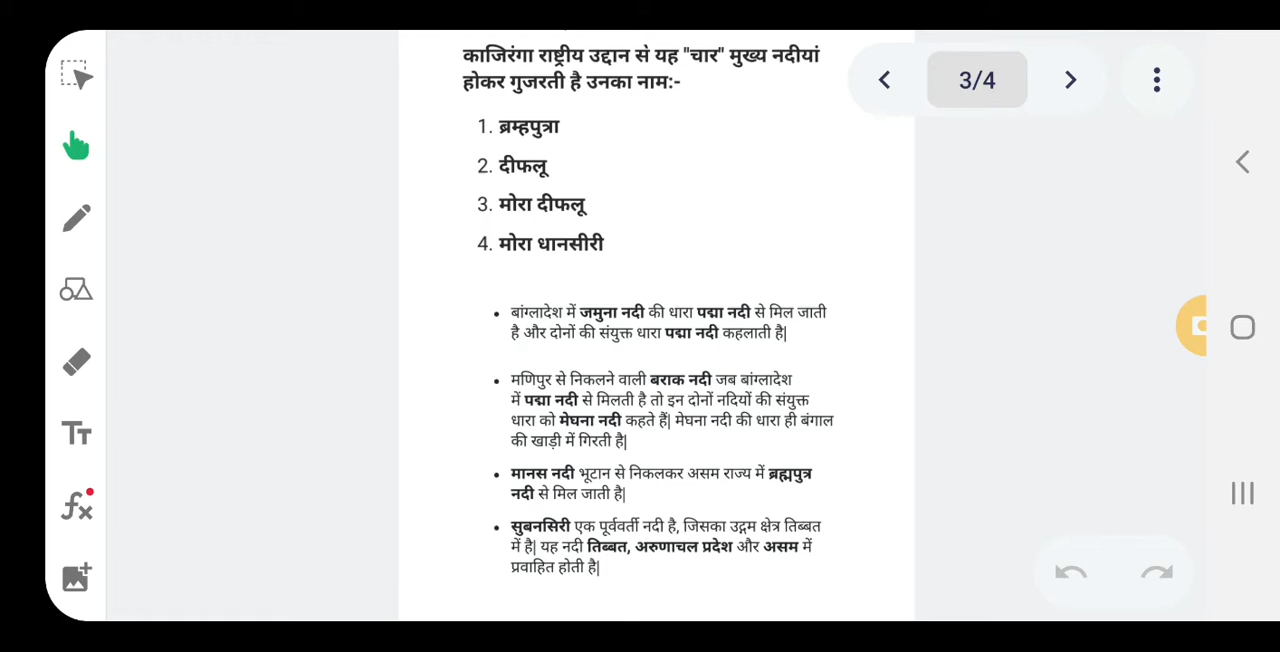 काजिरंगा राष्ट्रीय उद्दान से यह "चार" मुख्य नदीयां
होकर गुजरती है उनका नाम:-
3/4
1. ब्रम्हपुत्रा
2. दीफलू
3. मोरा दीफलू
4. मोरा धानसीरी
• बांग्लादेश में जमुना नदी की धारा पद्मा नदी से मिल जाती
है और दोनों की संयुक्त धारा पद्मा नदी कहलाती है|
• मणिपुर से निकलने वाली बराक नदी जब बांग्लादेश
में पद्मा नदी से मिलती है तो इन दोनों नदियों की संयुक्त
धारा को मेघना नदी कहते हैं| मेघना नदी की धारा ही बंगाल
की खाड़ी में गिरती है|
• मानस नदी भूटान से निकलकर असम राज्य में ब्रह्मपुत्र
नदी से मिल जाती है|
• सुबनसिरी एक पूर्ववर्ती नदी है, जिसका उद्गम क्षेत्र तिब्बत
में है| यह नदी तिब्बत, अरुणाचल प्रदेश और असम में
प्रवाहित होती है|
TT
fx